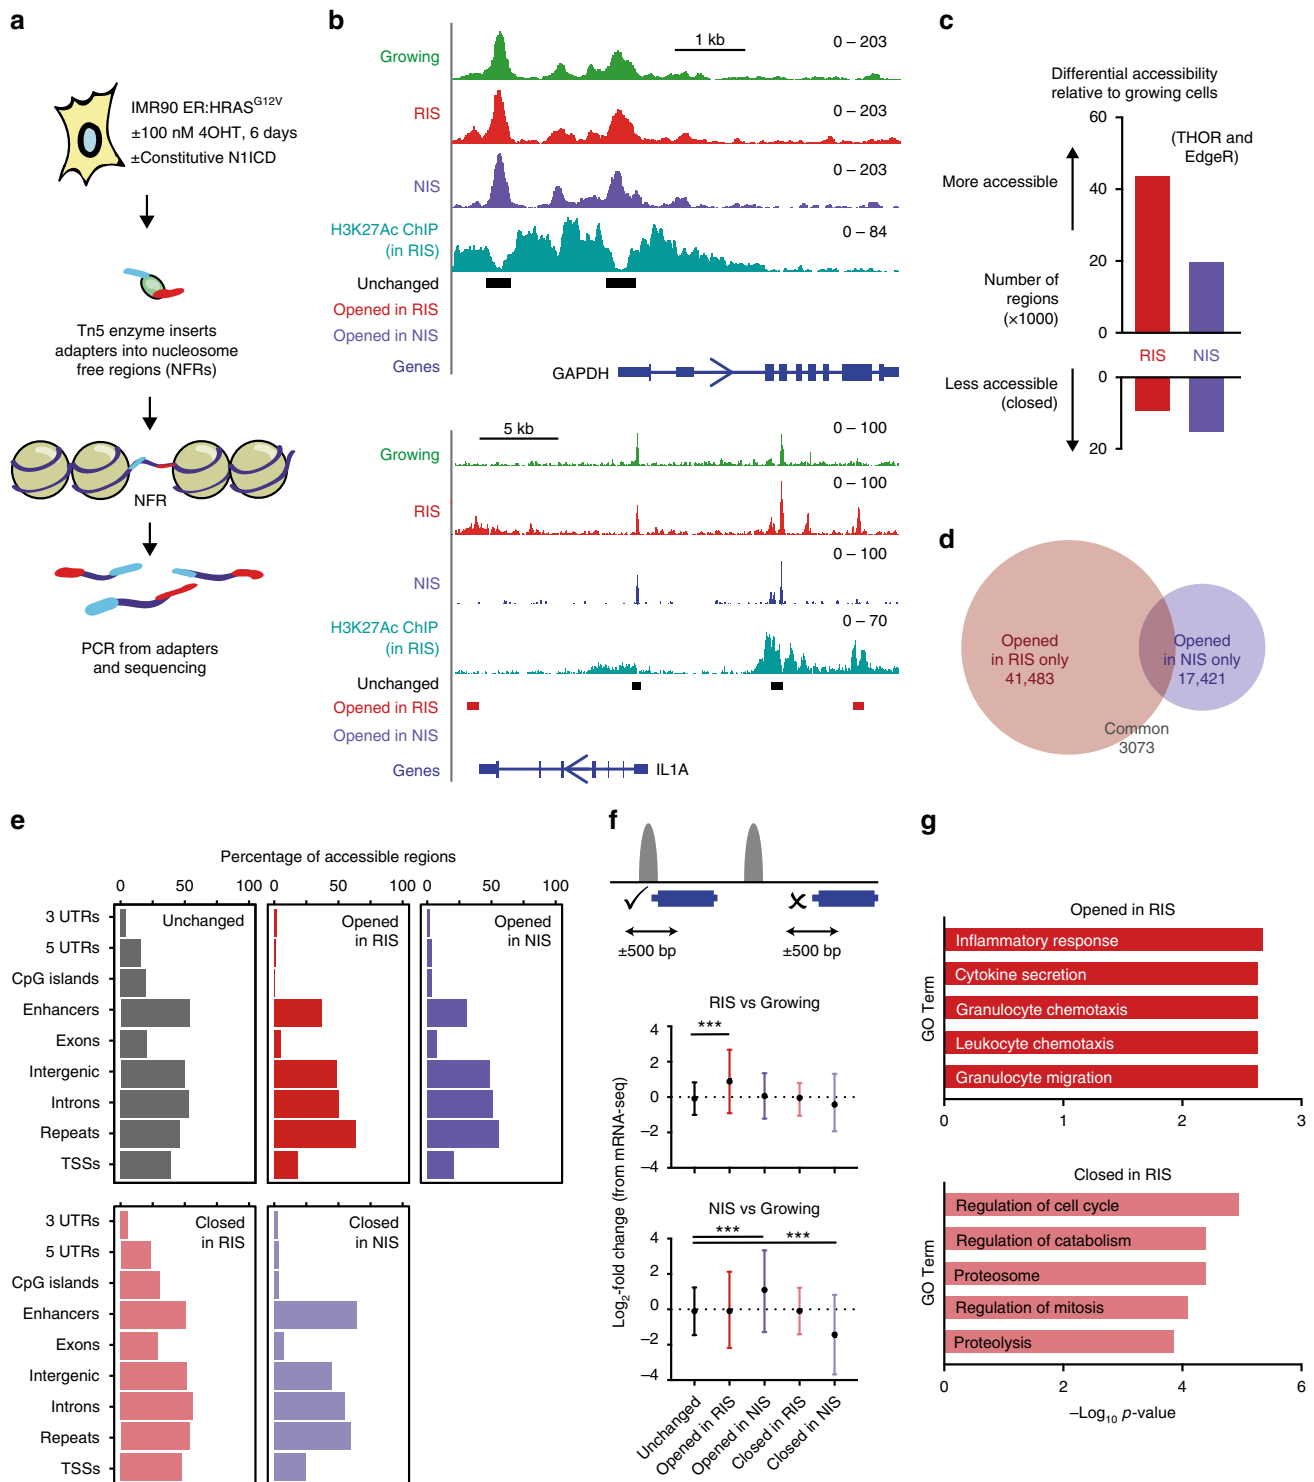 a
IMR90 ER:HRAS^G12V
±100 nM 4OHT, 6 days
±Constitutive N1ICD
Tn5 enzyme inserts
adapters into nucleosome
free regions (NFRs)
NFR
PCR from adapters
and sequencing
b
1 kb
Growing
0 – 203
RIS
0 – 203
NIS
0 – 203
H3K27Ac ChIP
(in RIS)
0 – 84
Unchanged
Opened in RIS
Opened in NIS
Genes
GAPDH
5 kb
Growing
0 – 100
RIS
0 – 100
NIS
0 – 100
H3K27Ac ChIP
(in RIS)
0 – 70
Unchanged
Opened in RIS
Opened in NIS
Genes
IL1A
c
Differential accessibility
relative to growing cells
60
(THOR and
EdgeR)
More accessible
40
20
Number of
regions
(×1000)
0
RIS
NIS
0
Less accessible
(closed)
20
d
Opened
in RIS only
41,483
Opened
in NIS only
17,421
Common
3073
e
Percentage of accessible regions
0 50 100
0 50 100
0 50 100
Unchanged
Opened
in RIS
Opened
in NIS
3 UTRs
5 UTRs
CpG islands
Enhancers
Exons
Intergenic
Introns
Repeats
TSSs
Closed
in RIS
Closed
in NIS
3 UTRs
5 UTRs
CpG islands
Enhancers
Exons
Intergenic
Introns
Repeats
TSSs
f
±500 bp
±500 bp
Log2-fold change (from mRNA-seq)
RIS vs Growing
4
2
0
–2
–4
***
NIS vs Growing
4
2
0
–2
–4
***
***
Unchanged
Opened in RIS
Opened in NIS
Closed in RIS
Closed in NIS
g
Opened in RIS
GO Term
Inflammatory response
Cytokine secretion
Granulocyte chemotaxis
Leukocyte chemotaxis
Granulocyte migration
0 1 2 3
Closed in RIS
GO Term
Regulation of cell cycle
Regulation of catabolism
Proteosome
Regulation of mitosis
Proteolysis
0 2 4 6
–Log10 p-value